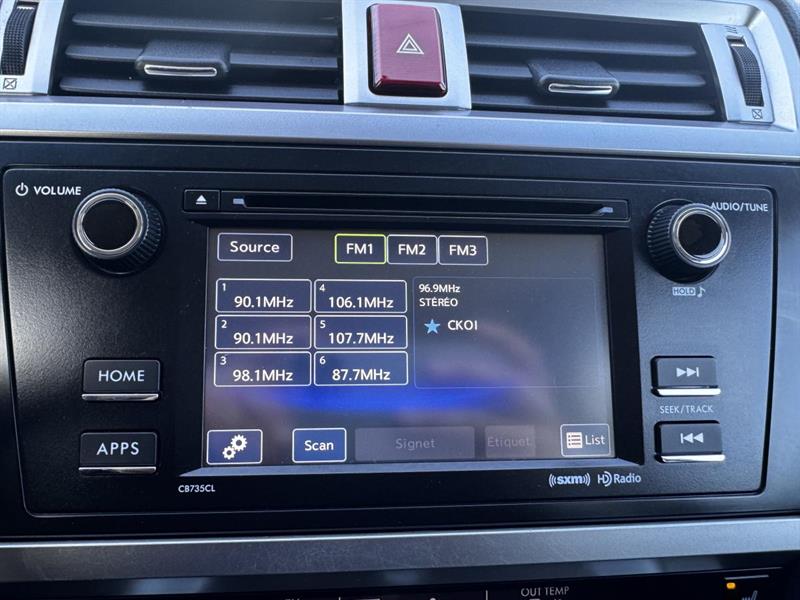 VOLUME
AUDIO/TUNE
Source
FM1
FM2
FM3
HOLD
1 90.1MHz
4 106.1MHz
2 90.1MHz
5 107.7MHz
3 98.1MHz
6 87.7MHz
96.9MHz
STÉRÉO
CKOI
HOME
APPS
SEEK/TRACK
Scan
Signet
Étiquet.
List
CB735CL
((sxm))
HD Radio
OUT TEMP